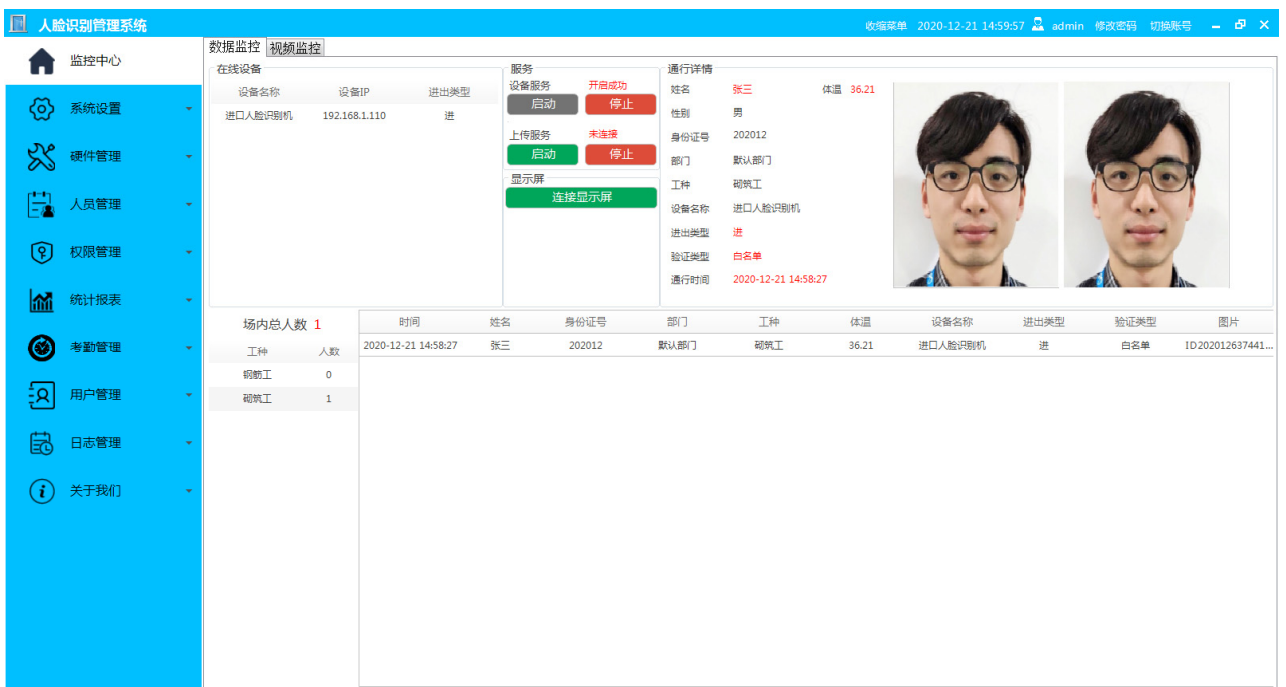 人脸识别管理系统 收缩菜单 2020-12-21 14:59:57 admin 修改密码 切换账号
监控中心
系统设置
硬件管理
人员管理
权限管理
统计报表
考勤管理
用户管理
日志管理
关于我们
数据监控 视频监控
在线设备
设备名称 设备IP 进出类型
进口人脸识别机 192.168.1.110 进
服务
设备服务 开启成功
启动 停止
上传服务 未连接
启动 停止
显示屏
连接显示屏
通行详情
姓名 张三 体温 36.21
性别 男
身份证号 202012
部门 默认部门
工种 砌筑工
设备名称 进口人脸识别机
进出类型 进
验证类型 白名单
通行时间 2020-12-21 14:58:27
场内总人数 1
工种 人数
钢筋工 0
砌筑工 1
时间 姓名 身份证号 部门 工种 体温 设备名称 进出类型 验证类型 图片
2020-12-21 14:58:27 张三 202012 默认部门 砌筑工 36.21 进口人脸识别机 进 白名单 ID202012637441...